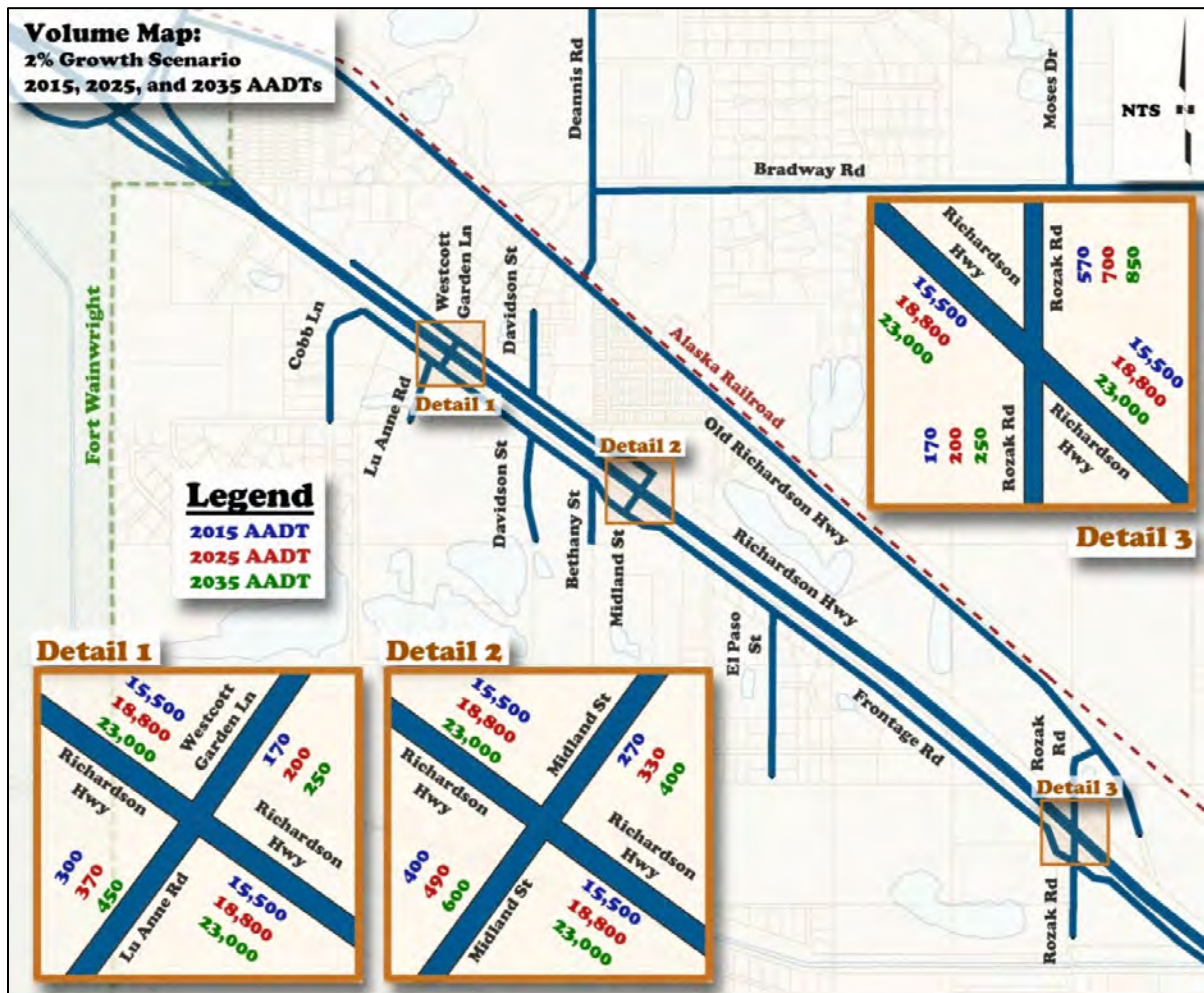 Volume Map:
2% Growth Scenario
2015, 2025, and 2035 AADTs
Deannis Rd
Moses Dr
NTS
N
Bradway Rd
Fort Wainwright
Cobb Ln
Westcott
Garden Ln
Davidson St
Lu Anne Rd
Detail 1
Alaska Railroad
Old Richardson Hwy
Detail 2
Davidson St
Bethany St
Midland St
Richardson Hwy
El Paso
St
Frontage Rd
Rozak
Rd
Detail 3
Rozak Rd
Legend
2015 AADT
2025 AADT
2035 AADT
Richardson
Hwy
Rozak Rd
570
700
850
15,500
18,800
23,000
15,500
18,800
23,000
170
200
250
Rozak Rd
Richardson
Hwy
Detail 3
Detail 1
15,500
18,800
23,000
Westcott
Garden Ln
170
200
250
Richardson
Hwy
Richardson
Hwy
300
370
450
Lu Anne Rd
15,500
18,800
23,000
Detail 2
15,500
18,800
23,000
Midland St
270
330
400
Richardson
Hwy
Richardson
Hwy
400
490
600
Midland St
15,500
18,800
23,000